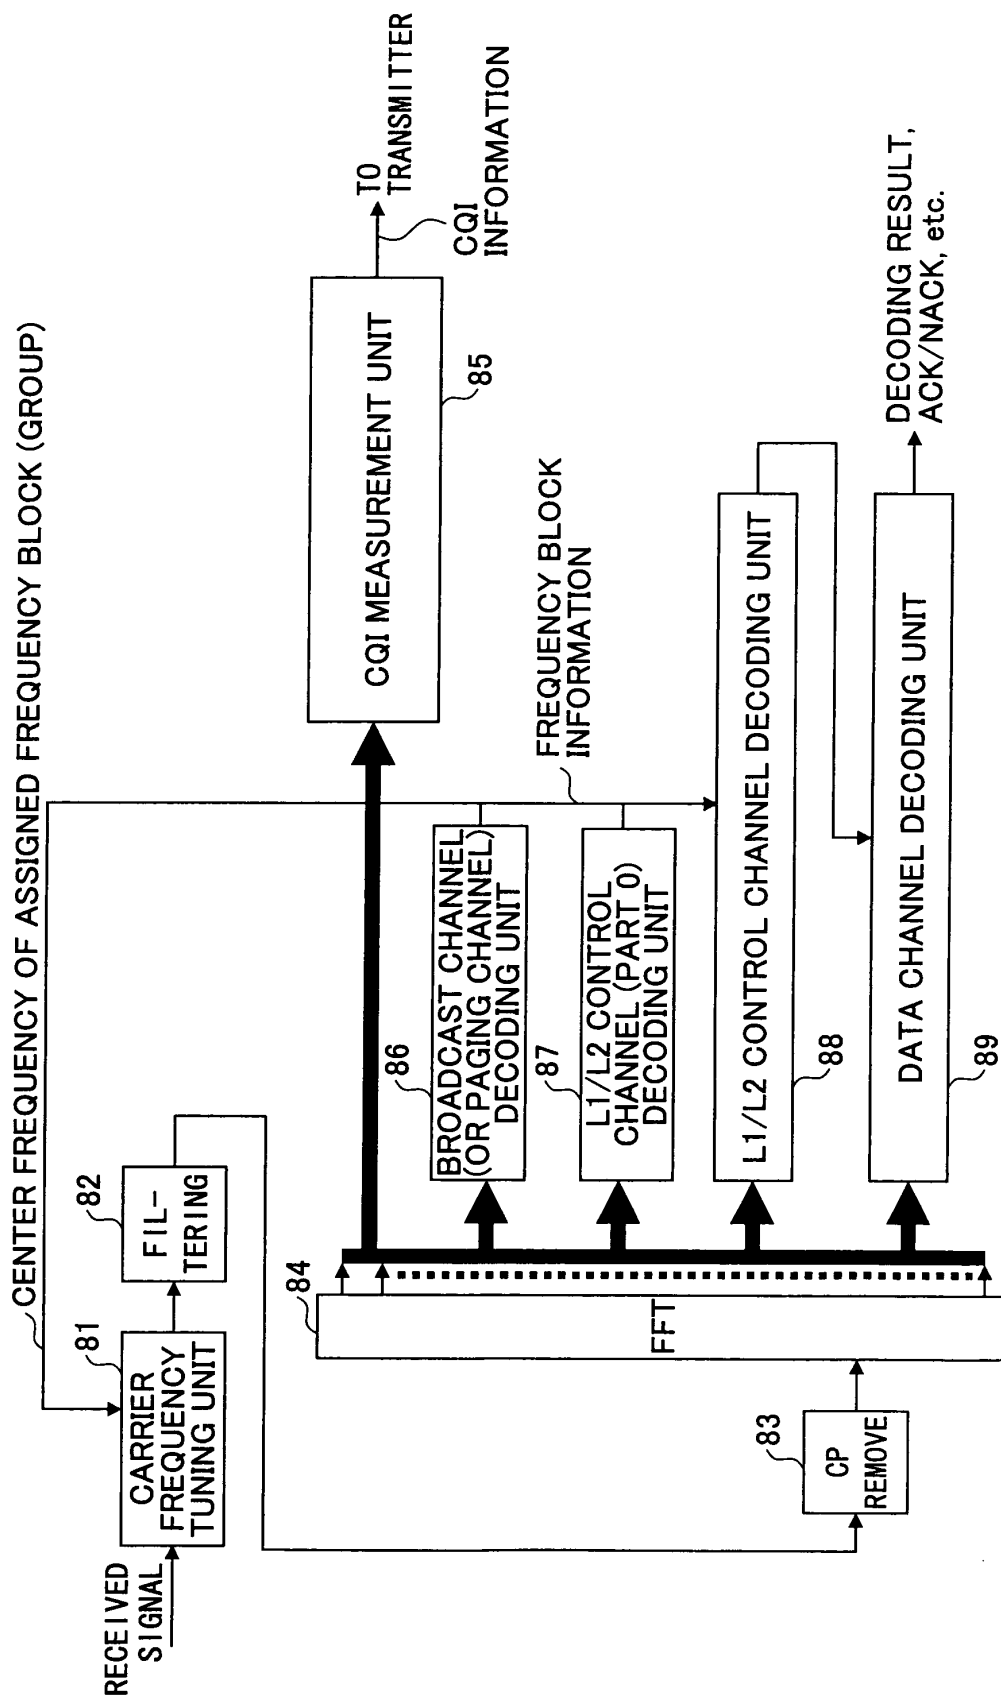 CENTER FREQUENCY OF ASSIGNED FREQUENCY BLOCK (GROUP)
RECEIVED
SIGNAL
81
CARRIER
FREQUENCY
TUNING UNIT
82
FIL-
TERING
83
CP
REMOVE
84
FFT
CQI MEASUREMENT UNIT
85
TO
TRANSMITTER
CQI
INFORMATION
86
BROADCAST CHANNEL
(OR PAGING CHANNEL)
DECODING UNIT
FREQUENCY BLOCK
INFORMATION
87
L1/L2 CONTROL
CHANNEL (PART 0)
DECODING UNIT
L1/L2 CONTROL CHANNEL DECODING UNIT
88
DATA CHANNEL DECODING UNIT
89
DECODING RESULT,
ACK/NACK, etc.